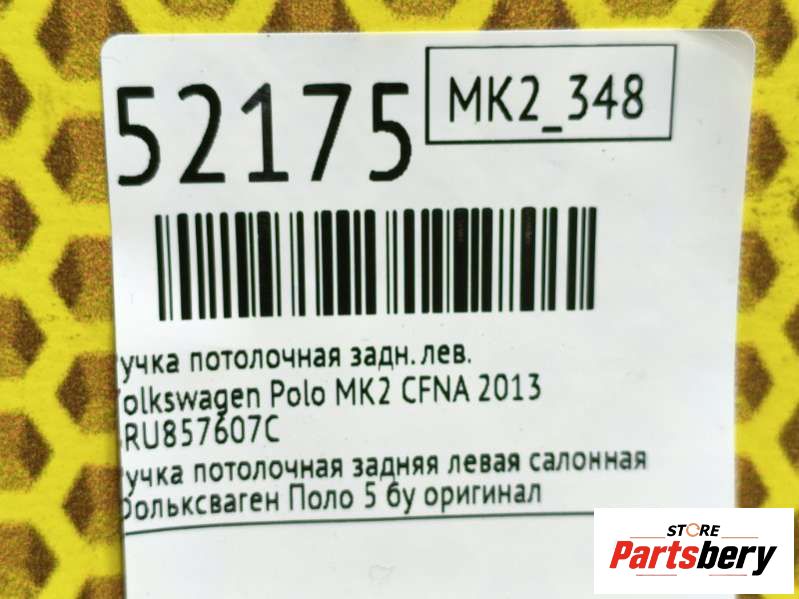 52175
MK2_348
учка потолочная задн. лев.
olkswagen Polo MK2 CFNA 2013
RU857607C
учка потолочная задняя левая салонная
ольксваген Поло 5 бу оригинал
STORE
Partsbery